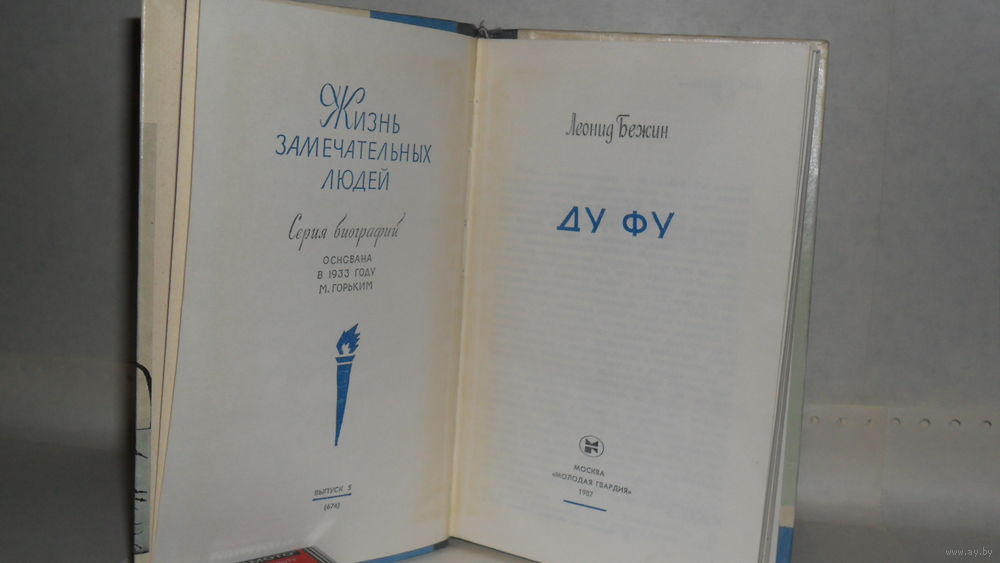 Жизнь
ЗАМЕЧАТЕЛЬНЫХ
ЛЮДЕЙ
Серия биографий
ОСНОВАНА
В 1933 ГОДУ
М. ГОРЬКИМ
ВЫПУСК 5
(674)
Леонид Бежин
ДУ ФУ
МОСКВА
«МОЛОДАЯ ГВАРДИЯ»
1987
www.ay.by